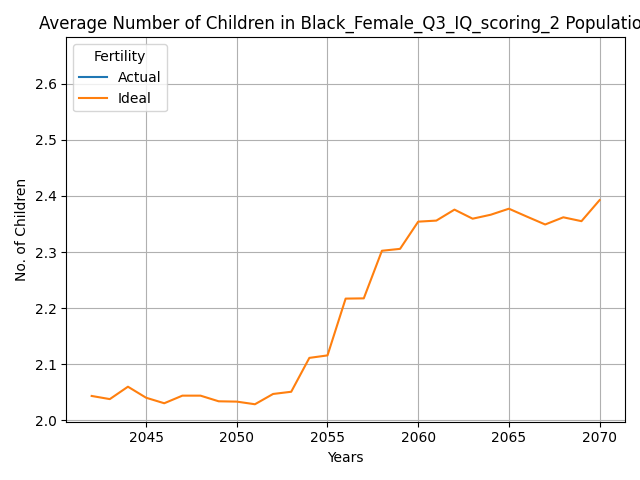 Average Number of Children in Black_Female_Q3_IQ_scoring_2 Populatio
Fertility
Actual
Ideal
2.6
2.5
2.4
2.3
2.2
2.1
2.0
No. of Children
2045
2050
2055
2060
2065
2070
Years